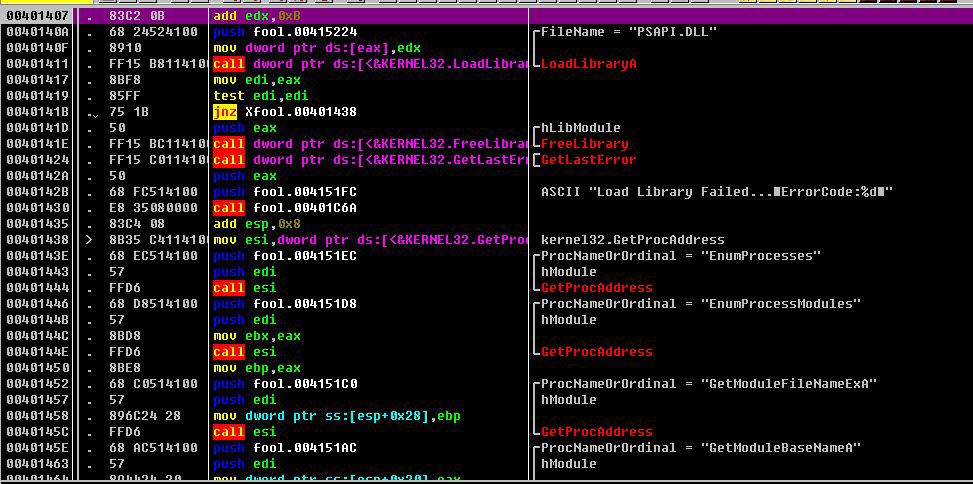 00401407 . 83C2 0B add edx,0xB
0040140A . 68 24524100 push fool.00415224 FileName = "PSAPI.DLL"
0040140F . 8910 mov dword ptr ds:[eax],edx
00401411 . FF15 B8114100 call dword ptr ds:[<&KERNEL32.LoadLibrar LoadLibraryA
00401417 . 8BF8 mov edi,eax
00401419 . 85FF test edi,edi
0040141B . 75 1B jnz Xfool.00401438
0040141D . 50 push eax hLibModule
0040141E . FF15 BC114100 call dword ptr ds:[<&KERNEL32.FreeLibrar FreeLibrary
00401424 . FF15 C0114100 call dword ptr ds:[<&KERNEL32.GetLastErr GetLastError
0040142A . 50 push eax
0040142B . 68 FC514100 push fool.004151FC ASCII "Load Library Failed...■ErrorCode:%d■"
00401430 . E8 35080000 call fool.00401C6A
00401435 . 83C4 08 add esp,0x8
00401438 > 8B35 C4114100 mov esi,dword ptr ds:[<&KERNEL32.GetProc kernel32.GetProcAddress
0040143E . 68 EC514100 push fool.004151EC ProcNameOrOrdinal = "EnumProcesses"
00401443 . 57 push edi hModule
00401444 . FFD6 call esi GetProcAddress
00401446 . 68 D8514100 push fool.004151D8 ProcNameOrOrdinal = "EnumProcessModules"
0040144B . 57 push edi hModule
0040144C . 8BD8 mov ebx,eax
0040144E . FFD6 call esi GetProcAddress
00401450 . 8BE8 mov ebp,eax
00401452 . 68 C0514100 push fool.004151C0 ProcNameOrOrdinal = "GetModuleFileNameExA"
00401457 . 57 push edi hModule
00401458 . 896C24 28 mov dword ptr ss:[esp+0x28],ebp
0040145C . FFD6 call esi GetProcAddress
0040145E . 68 AC514100 push fool.004151AC ProcNameOrOrdinal = "GetModuleBaseNameA"
00401463 . 57 push edi hModule